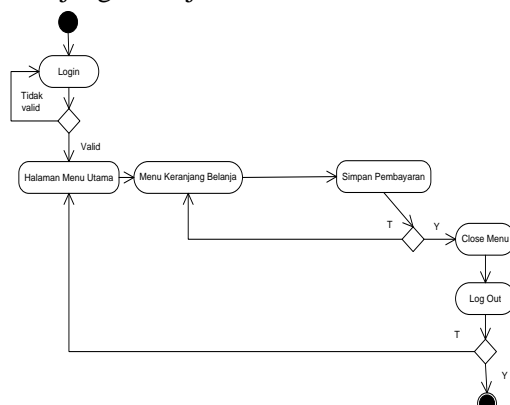 Login
Tidak
valid
Valid
Halaman Menu Utama
Menu Keranjang Belanja
Simpan Pembayaran
T
Y
Close Menu
Log Out
T
Y